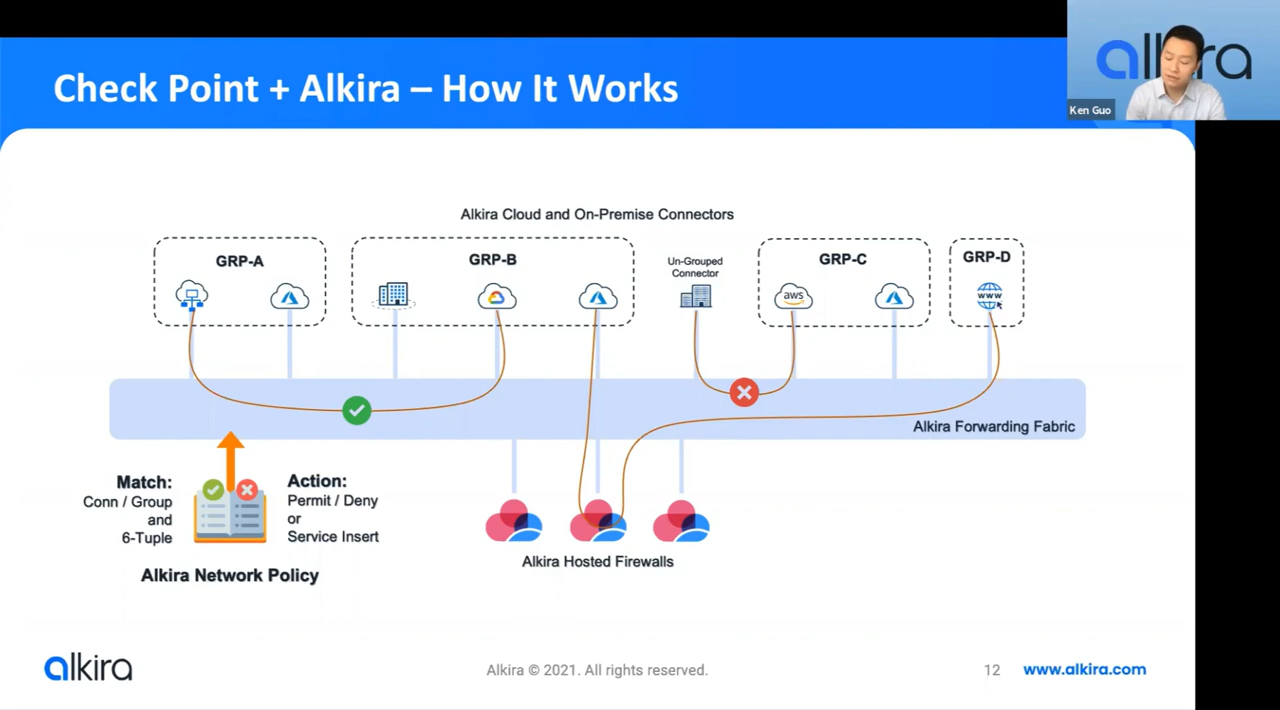 Check Point + Alkira – How It Works
alkira
Ken Guo
Alkira Cloud and On-Premise Connectors
GRP-A
GRP-B
Un-Grouped
Connector
GRP-C
GRP-D
aws
WWW
Alkira Forwarding Fabric
Match:
Conn / Group
and
6-Tuple
Action:
Permit / Deny
or
Service Insert
Alkira Network Policy
Alkira Hosted Firewalls
alkira
Alkira © 2021. All rights reserved.
12
www.alkira.com